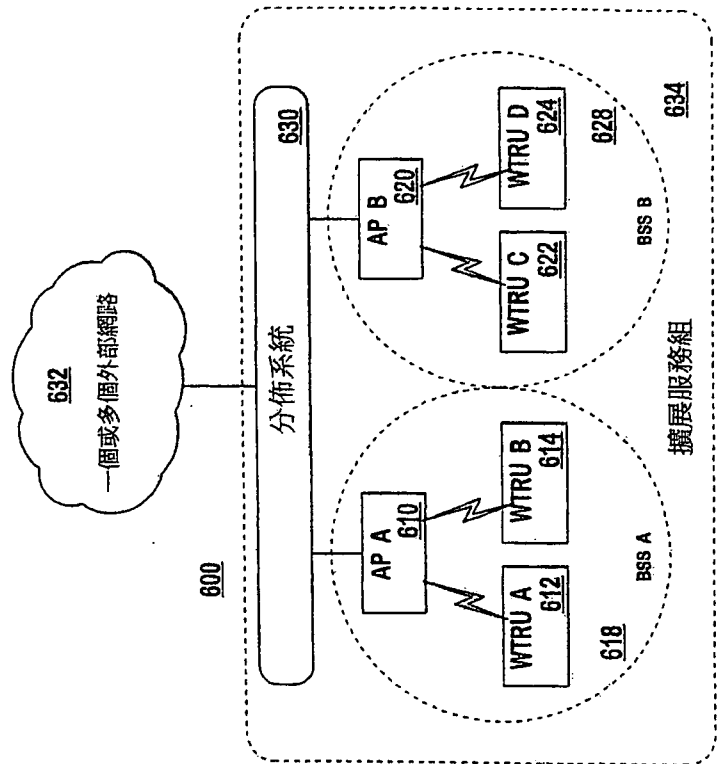 632
一個或多個外部網路
600
分佈系統
630
AP A
610
AP B
620
WTRU A
612
WTRU B
614
WTRU C
622
WTRU D
624
618
BSS A
BSS B
628
擴展服務組
634